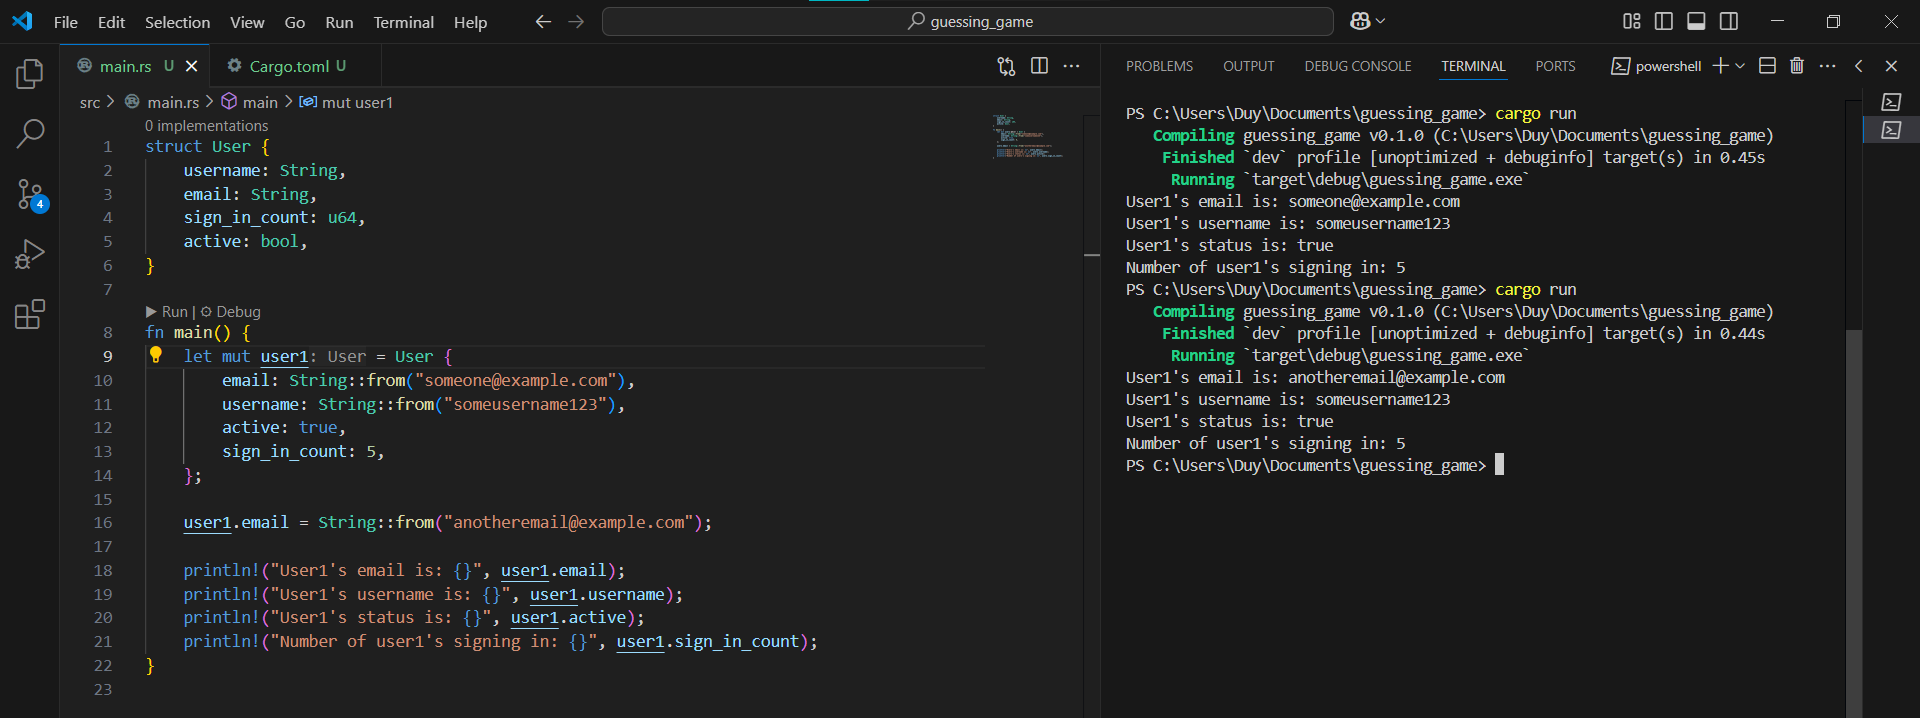 File Edit Selection View Go Run Terminal Help guessing_game
main.rs U Cargo.toml U
src > main.rs > main > mut user1
0 implementations
1 struct User {
2 username: String,
3 email: String,
4 sign_in_count: u64,
5 active: bool,
6 }
7
Run | Debug
8 fn main() {
9 let mut user1: User = User {
10 email: String::from("someone@example.com"),
11 username: String::from("someusername123"),
12 active: true,
13 sign_in_count: 5,
14 };
15
16 user1.email = String::from("anotheremail@example.com");
17
18 println!("User1's email is: {}", user1.email);
19 println!("User1's username is: {}", user1.username);
20 println!("User1's status is: {}", user1.active);
21 println!("Number of user1's signing in: {}", user1.sign_in_count);
22 }
23
4
PROBLEMS OUTPUT DEBUG CONSOLE TERMINAL PORTS powershell
PS C:\Users\Duy\Documents\guessing_game> cargo run
Compiling guessing_game v0.1.0 (C:\Users\Duy\Documents\guessing_game)
Finished `dev` profile [unoptimized + debuginfo] target(s) in 0.45s
Running `target\debug\guessing_game.exe`
User1's email is: someone@example.com
User1's username is: someusername123
User1's status is: true
Number of user1's signing in: 5
PS C:\Users\Duy\Documents\guessing_game> cargo run
Compiling guessing_game v0.1.0 (C:\Users\Duy\Documents\guessing_game)
Finished `dev` profile [unoptimized + debuginfo] target(s) in 0.44s
Running `target\debug\guessing_game.exe`
User1's email is: anotheremail@example.com
User1's username is: someusername123
User1's status is: true
Number of user1's signing in: 5
PS C:\Users\Duy\Documents\guessing_game>